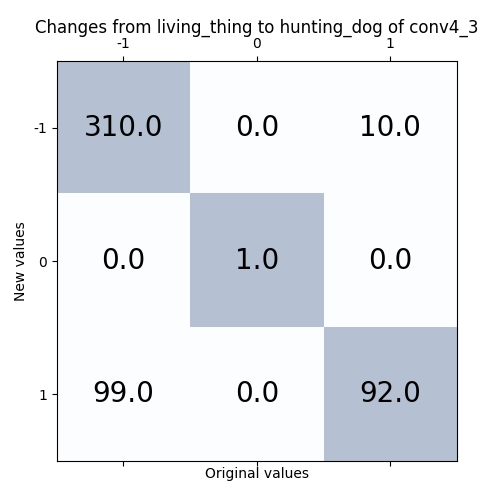 Changes from living_thing to hunting_dog of conv4_3
-1 0 1
-1 310.0 0.0 10.0
0 0.0 1.0 0.0
1 99.0 0.0 92.0
New values
Original values